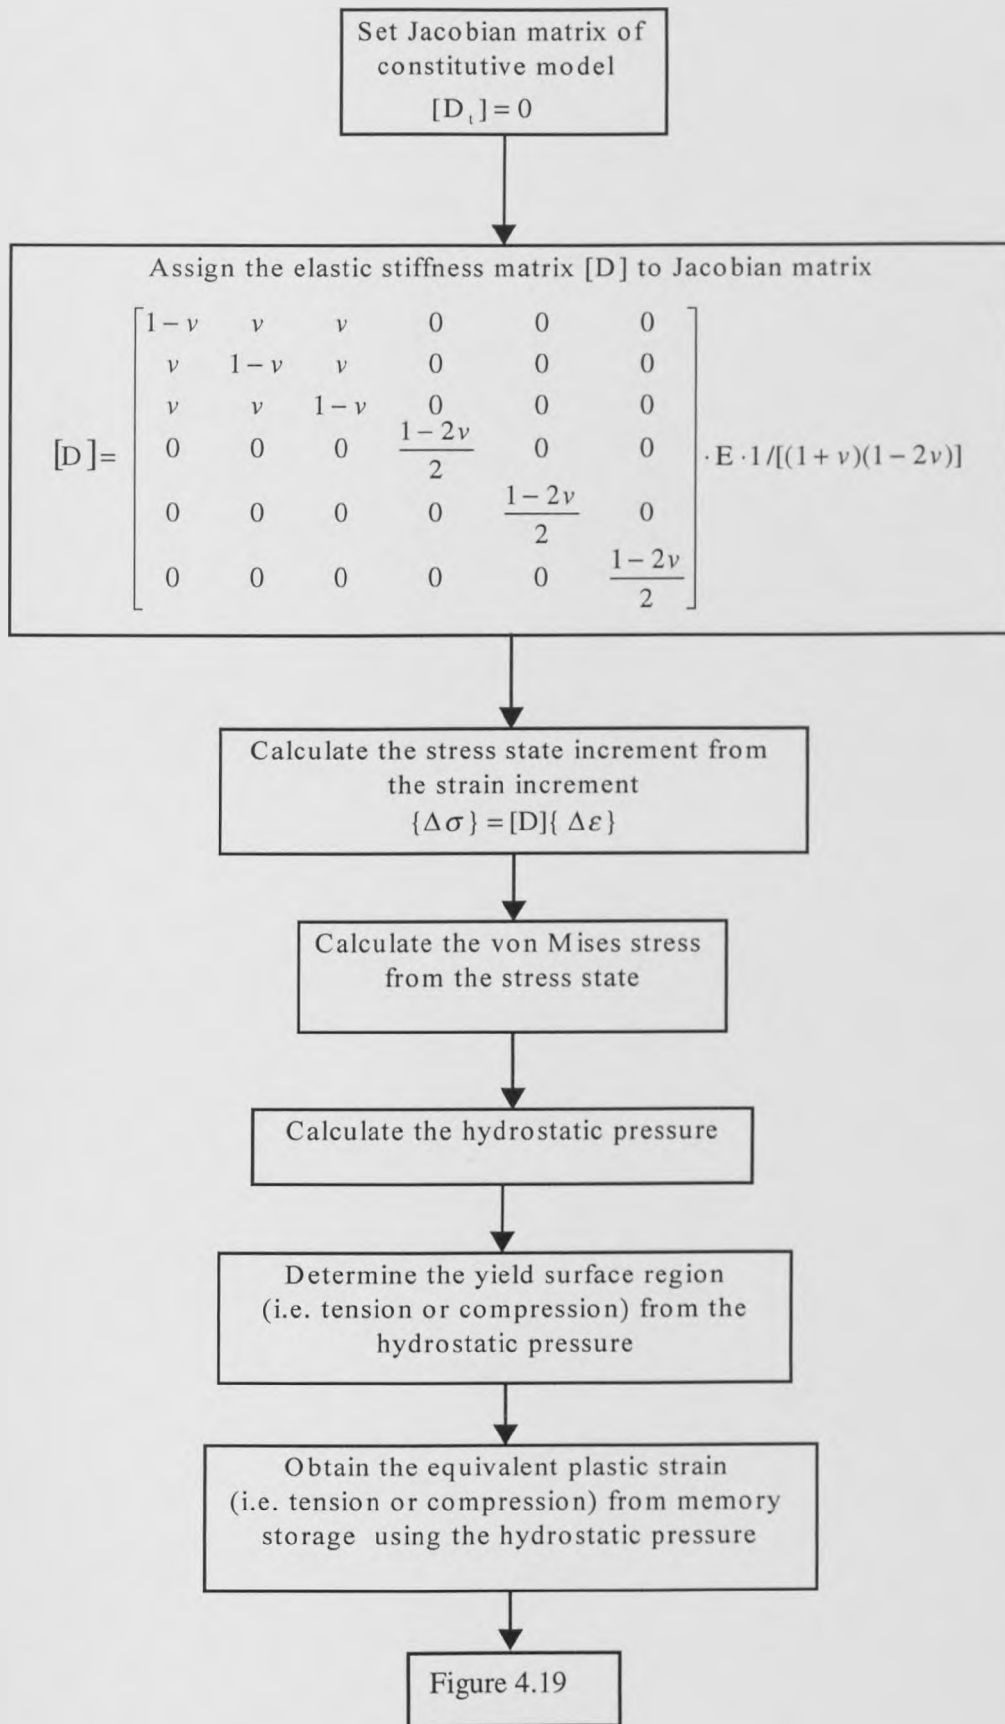 Set Jacobian matrix of
constitutive model
[D t] = 0
Assign the elastic stiffness matrix [D] to Jacobian matrix
[D]=
1 − ν ν ν 0 0 0
ν 1 − ν ν 0 0 0
ν ν 1 − ν 0 0 0
0 0 0 (1 − 2ν)/2 0 0
0 0 0 0 (1 − 2ν)/2 0
0 0 0 0 0 (1 − 2ν)/2
· E · 1 /[(1 + ν)(1 − 2ν)]
Calculate the stress state increment from
the strain increment
{Δσ} = [D]{ Δε}
Calculate the von Mises stress
from the stress state
Calculate the hydrostatic pressure
Determine the yield surface region
(i.e. tension or compression) from the
hydrostatic pressure
Obtain the equivalent plastic strain
(i.e. tension or compression) from memory
storage using the hydrostatic pressure
Figure 4.19